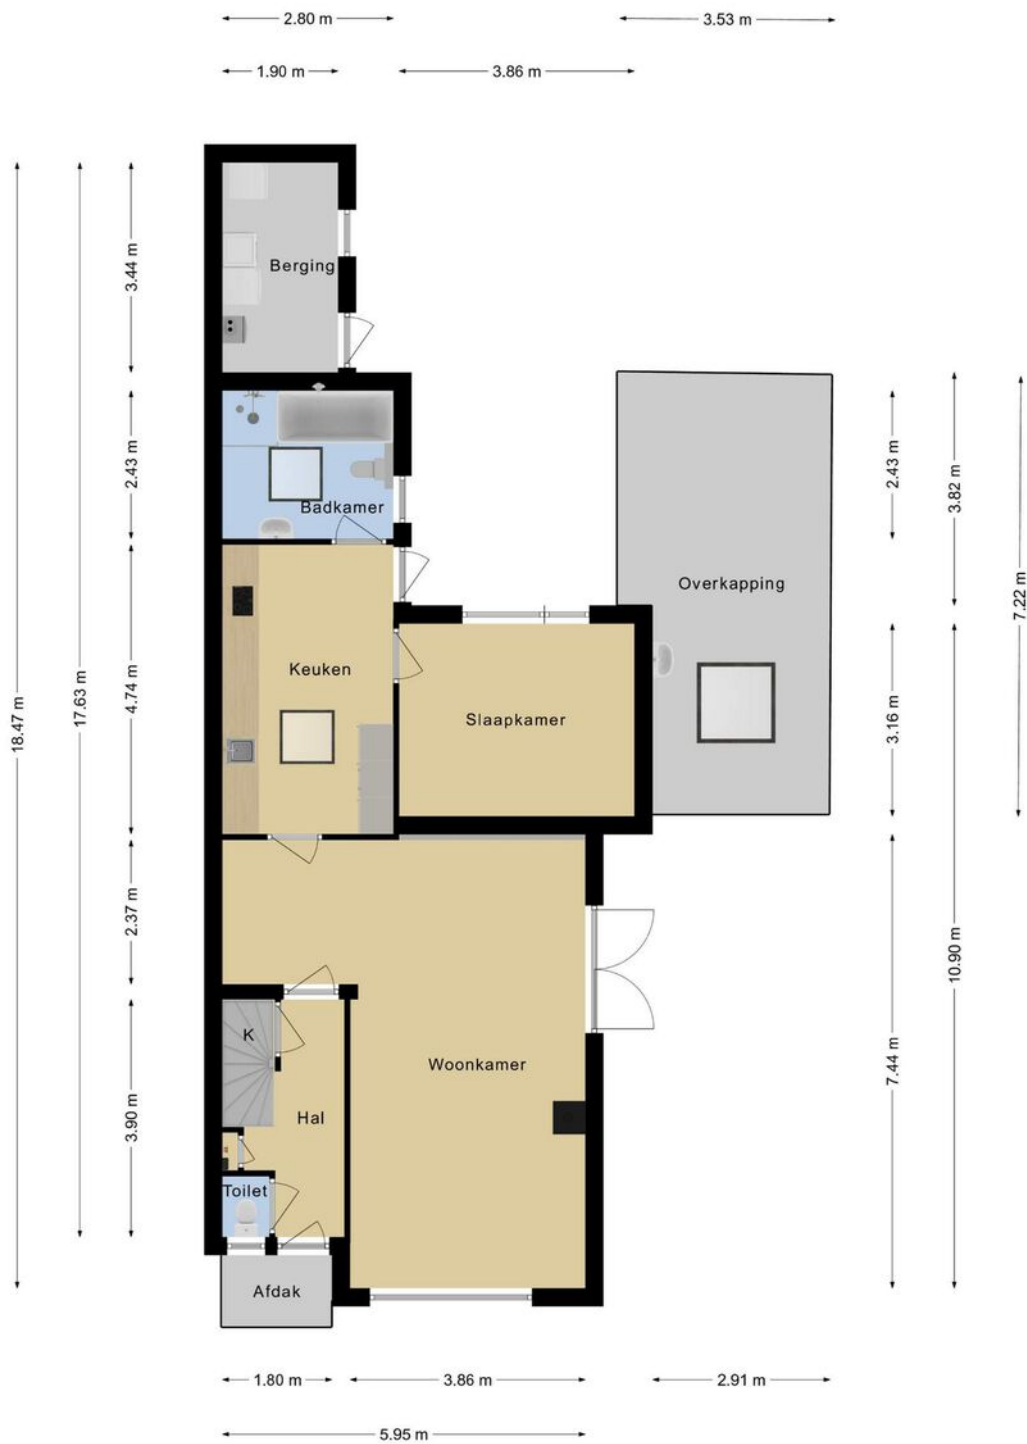 2.80 m
3.53 m
1.90 m
3.86 m
18.47 m
17.63 m
3.44 m
2.43 m
4.74 m
2.37 m
3.90 m
Berging
Badkamer
Keuken
Slaapkamer
Overkapping
K
Hal
Woonkamer
Toilet
Afdak
2.43 m
3.16 m
7.44 m
3.82 m
10.90 m
7.22 m
1.80 m
3.86 m
2.91 m
5.95 m